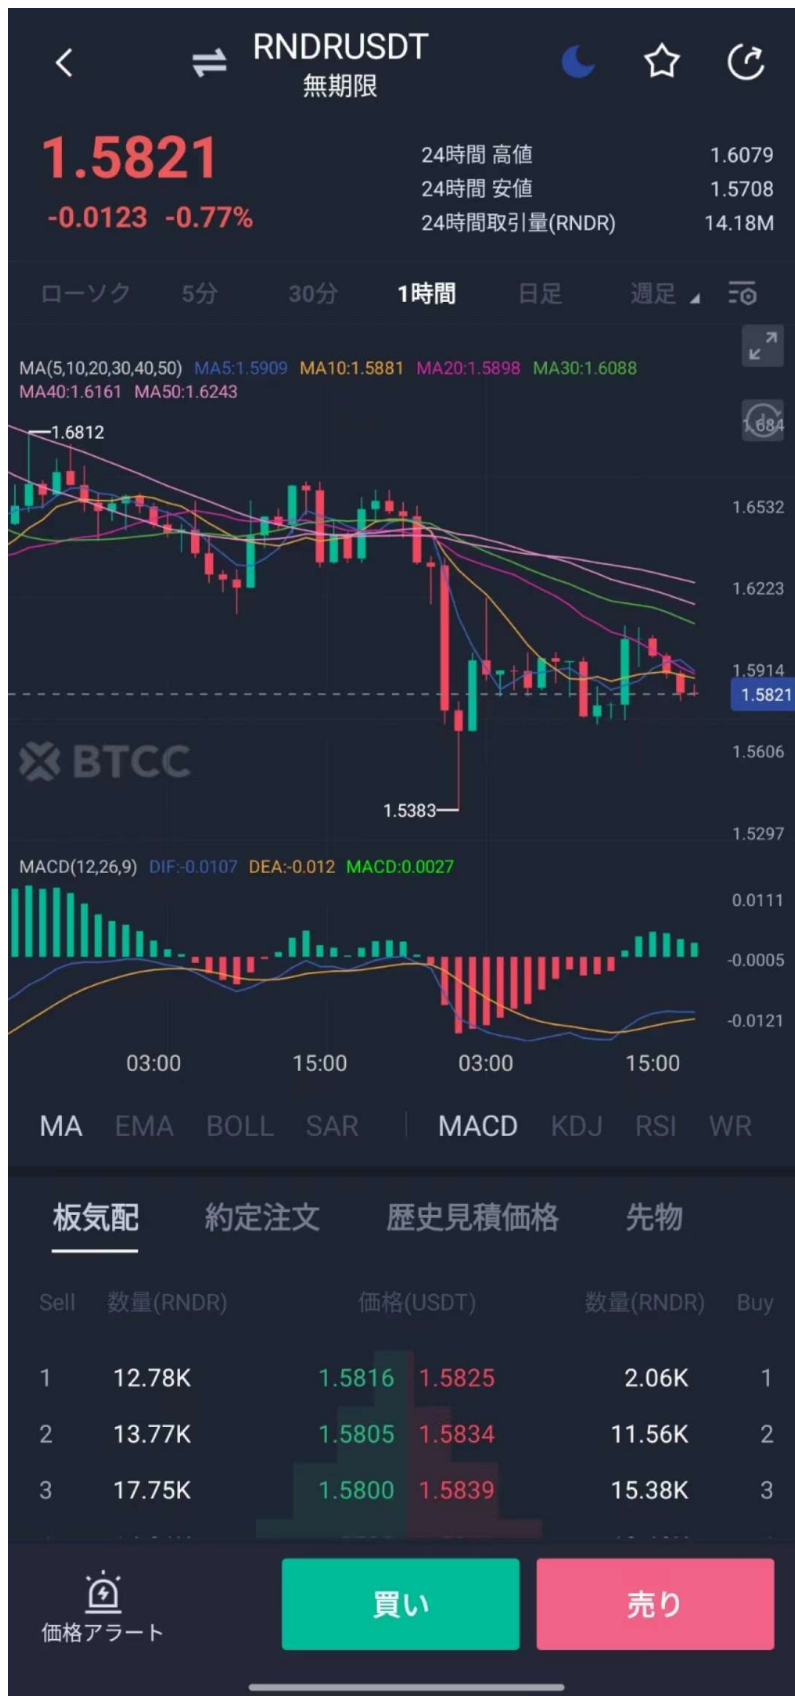 RNDRUSDT
無期限
1.5821
-0.0123 -0.77%
24時間 高値 1.6079
24時間 安値 1.5708
24時間取引量(RNDR) 14.18M
ローソク 5分 30分 1時間 日足 週足
MA(5,10,20,30,40,50) MA5:1.5909 MA10:1.5881 MA20:1.5898 MA30:1.6088
MA40:1.6161 MA50:1.6243
1.6812
1.684
1.6532
1.6223
1.5914
1.5821
BTCC
1.5606
1.5383
1.5297
MACD(12,26,9) DIF:-0.0107 DEA:-0.012 MACD:0.0027
0.0111
-0.0005
-0.0121
03:00 15:00 03:00 15:00
MA EMA BOLL SAR MACD KDJ RSI WR
板気配 約定注文 歴史見積価格 先物
Sell 数量(RNDR) 価格(USDT) 数量(RNDR) Buy
1 12.78K 1.5816 1.5825 2.06K 1
2 13.77K 1.5805 1.5834 11.56K 2
3 17.75K 1.5800 1.5839 15.38K 3
価格アラート
買い
売り